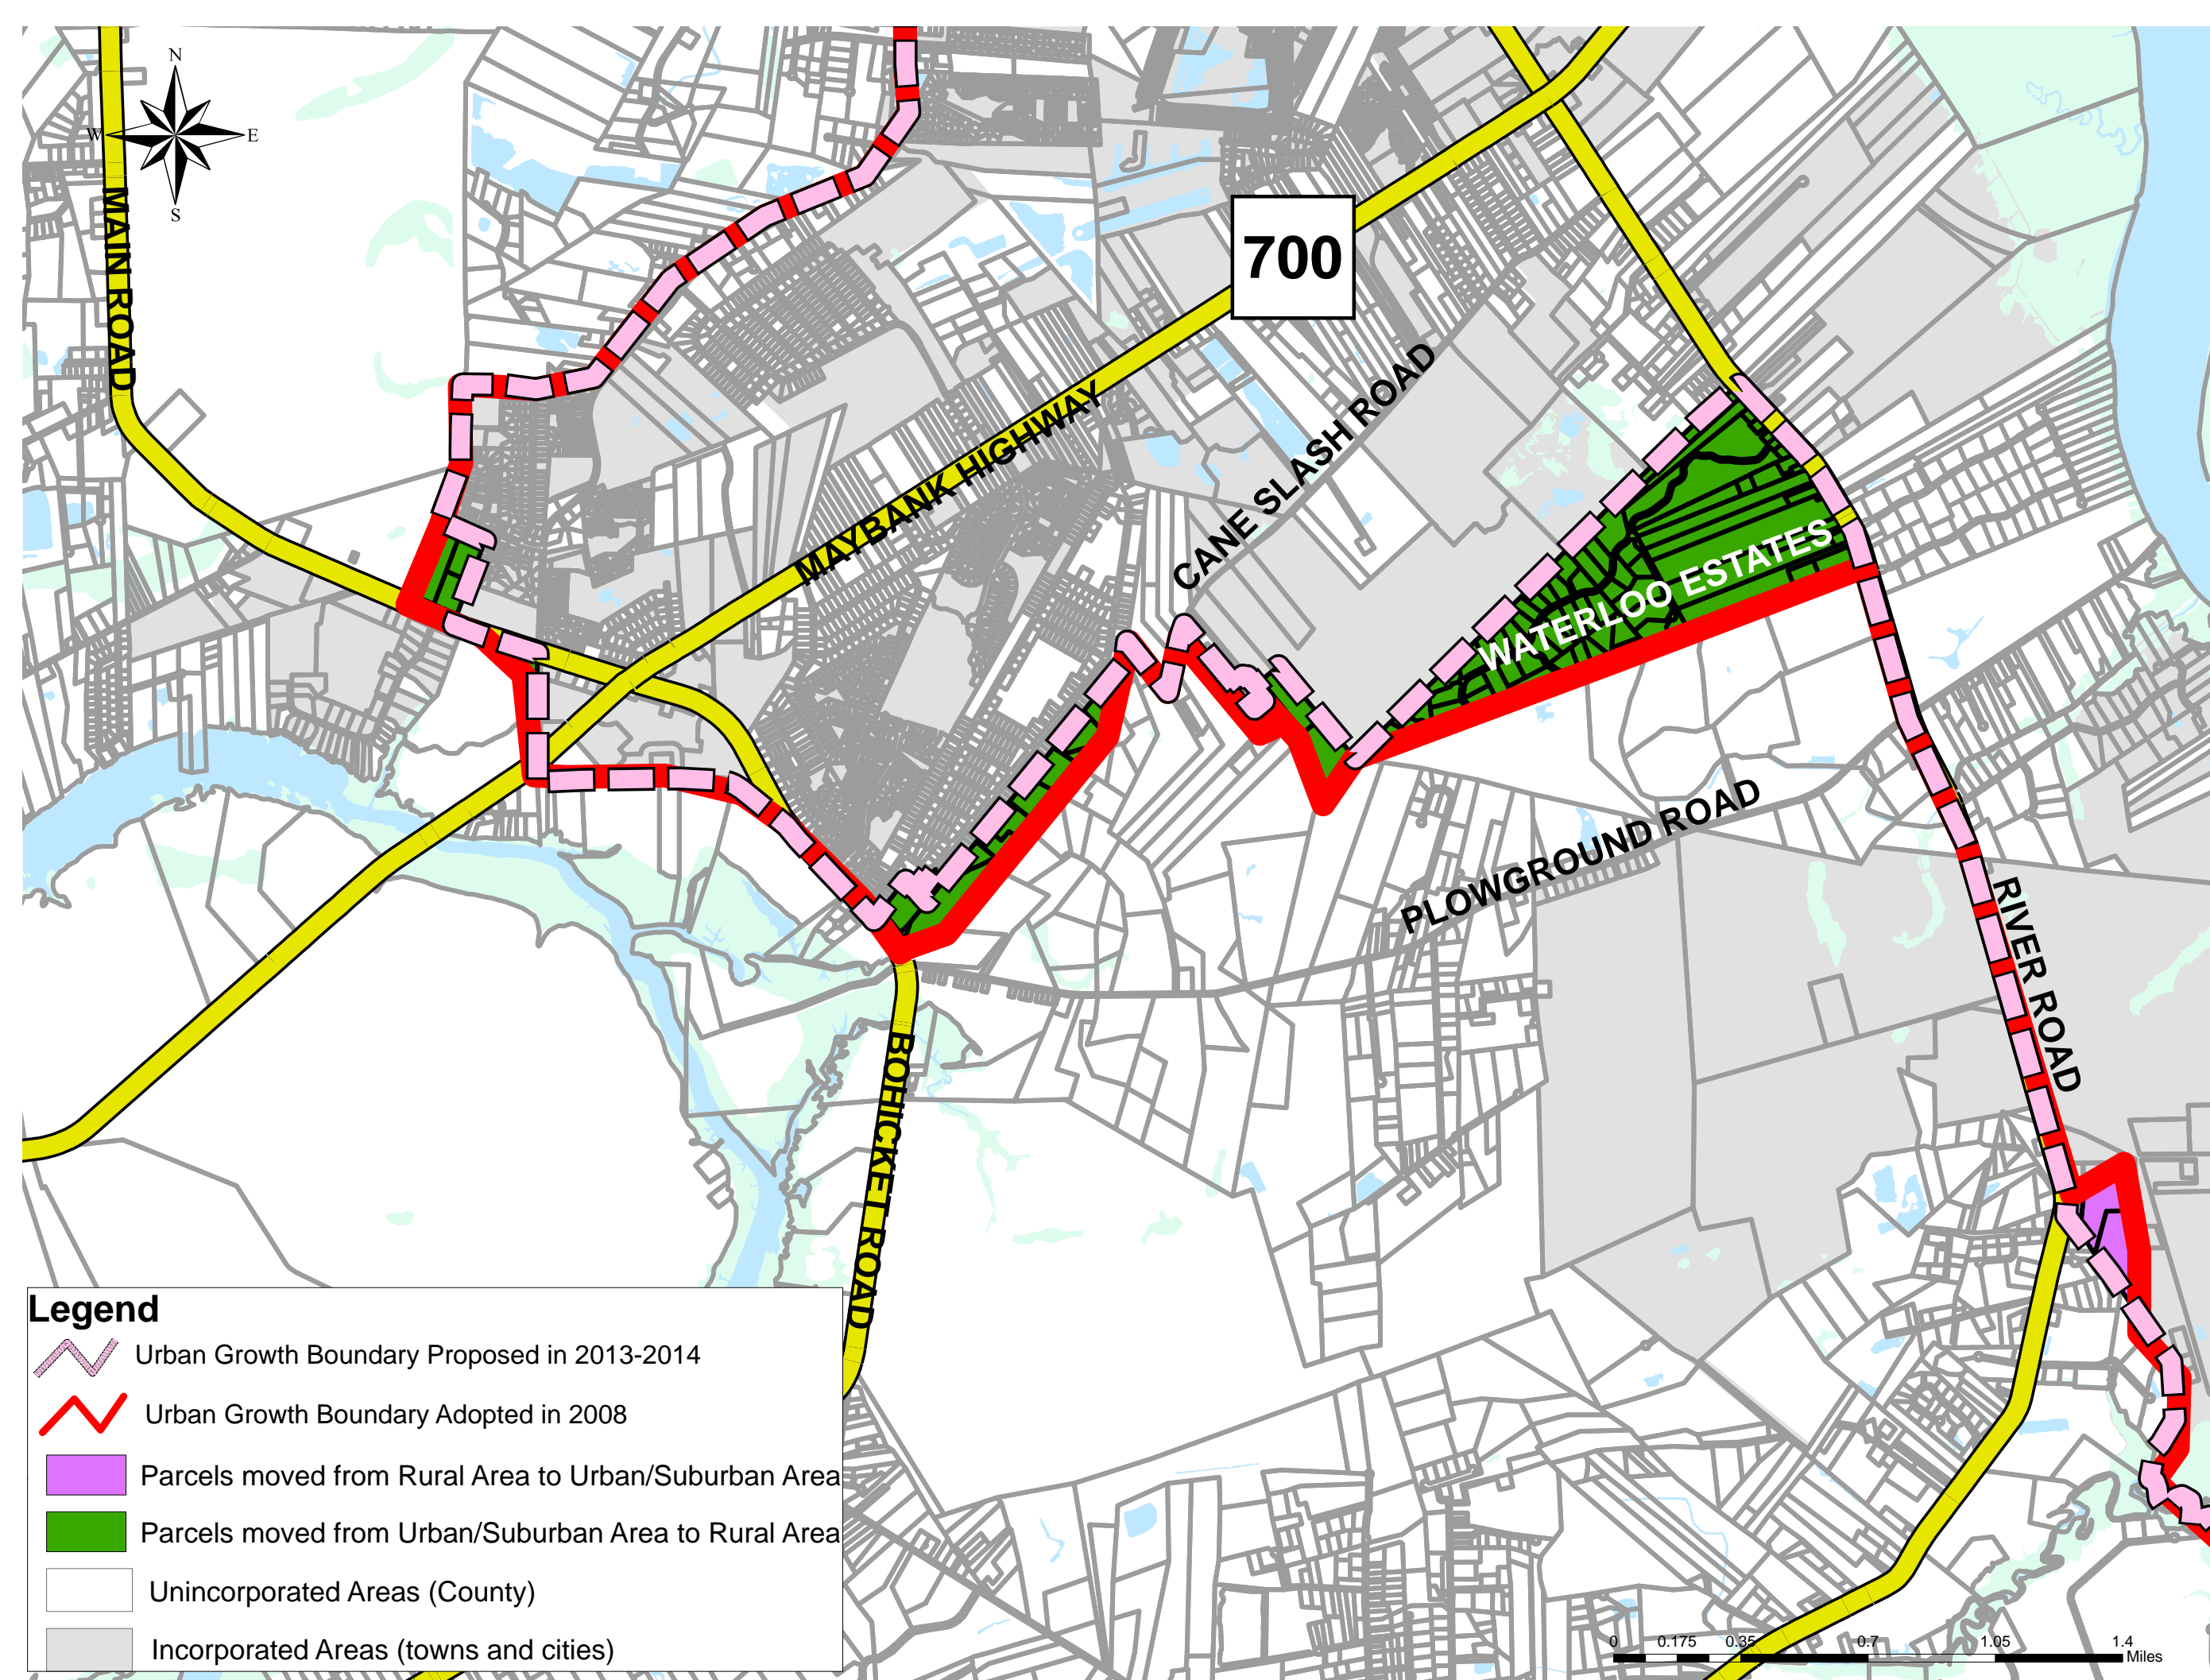 N
W E
S
MAIN ROAD
700
MAYBANK HIGHWAY
CANE SLASH ROAD
WATERLOO ESTATES
PLOWGROUND ROAD
RIVER ROAD
BOHICKET ROAD
Legend
Urban Growth Boundary Proposed in 2013-2014
Urban Growth Boundary Adopted in 2008
Parcels moved from Rural Area to Urban/Suburban Area
Parcels moved from Urban/Suburban Area to Rural Area
Unincorporated Areas (County)
Incorporated Areas (towns and cities)
0 0.175 0.35 0.7 1.05 1.4
Miles